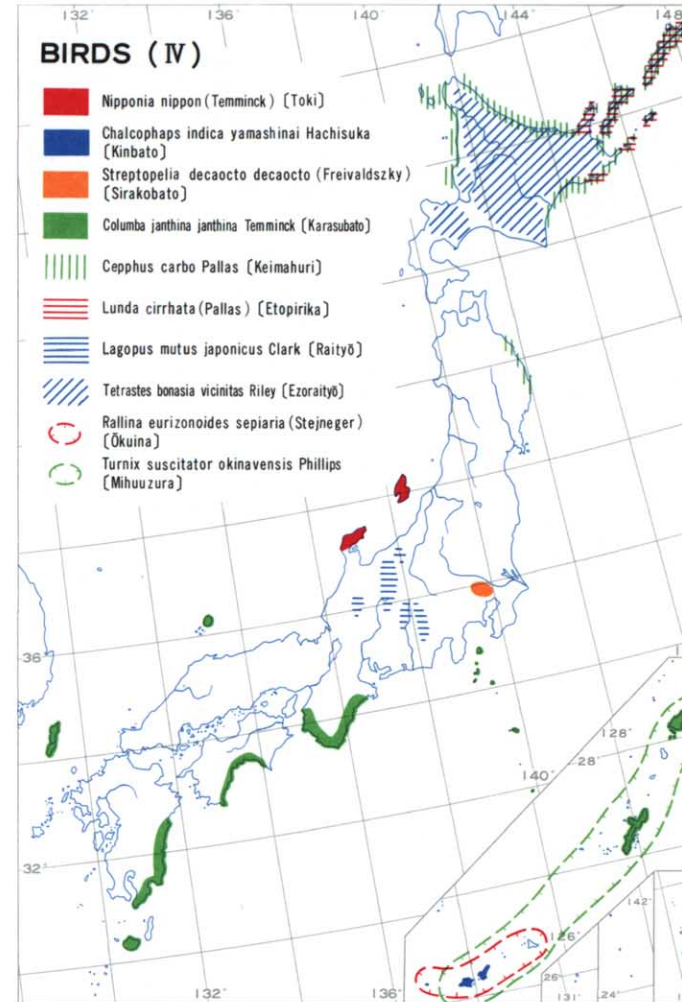 132°
136°
140°
144°
148
BIRDS (Ⅳ)
Nipponia nippon (Temminck) [Toki]
Chalcophaps indica yamashinai Hachisuka
[Kinbato]
Streptopelia decaocto decaocto (Freivaldszky)
[Sirakobato]
Columba janthina janthina Temminck [Karasubato]
Cepphus carbo Pallas [Keimahuri]
Lunda cirrhata (Pallas) [Etopirika]
Lagopus mutus japonicus Clark [Raityō]
Tetrastes bonasia vicinitas Riley [Ezoraityō]
Rallina eurizonoides sepiaria (Stejneger)
[Ōkuina]
Turnix suscitator okinavensis Phillips
[Mihuuzura]
36°
128°
28°
140°
32°
142°
126°
26°
24°
132°
136°
131°